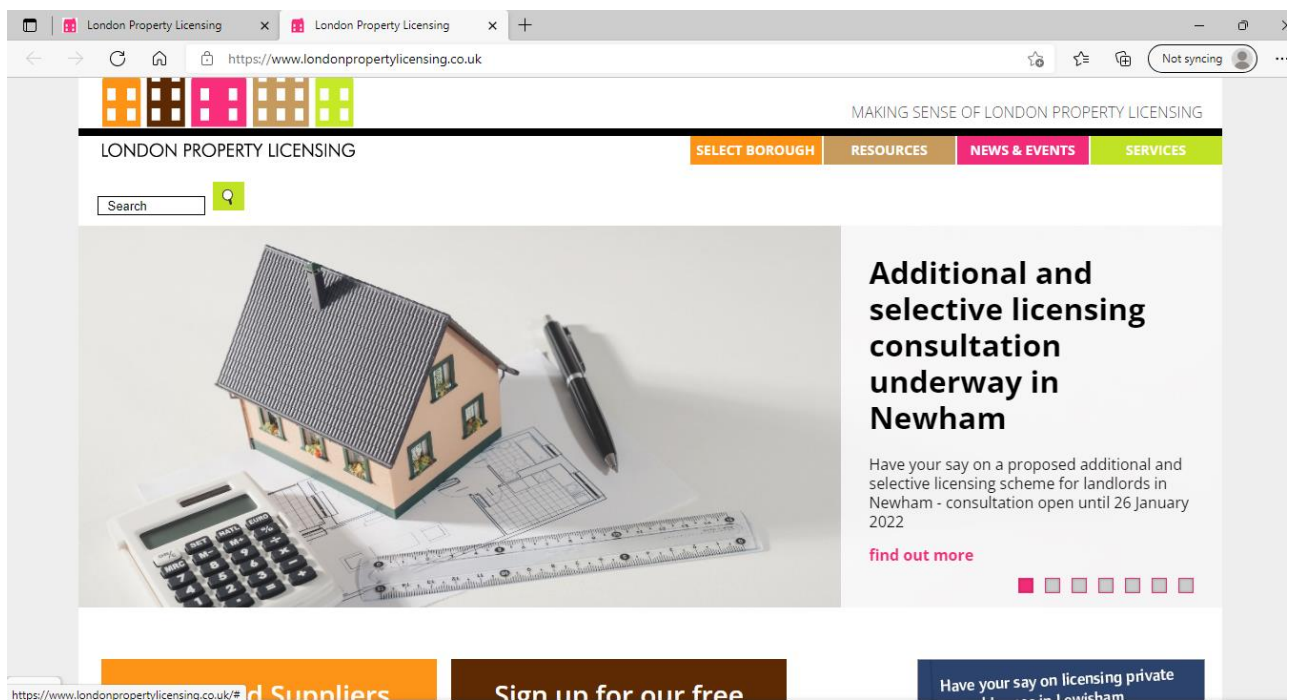 London Property Licensing
London Property Licensing
https://www.londonpropertylicensing.co.uk
Not syncing
MAKING SENSE OF LONDON PROPERTY LICENSING
LONDON PROPERTY LICENSING
SELECT BOROUGH
RESOURCES
NEWS & EVENTS
SERVICES
Search
Additional and
selective licensing
consultation
underway in
Newham
Have your say on a proposed additional and
selective licensing scheme for landlords in
Newham - consultation open until 26 January
2022
find out more
Have your say on licensing private
d Suppliers
Sign up for our free
in Lewisham
https://www.londonpropertylicensing.co.uk/#